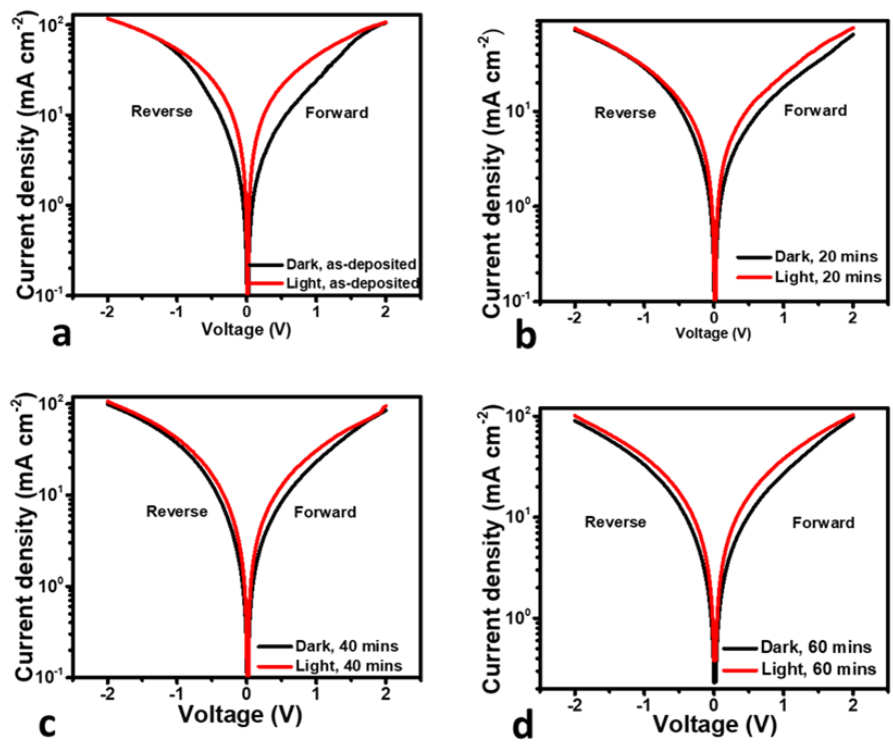 Current density (mA cm⁻²)
10²
10¹
10⁰
10⁻¹
Reverse
Forward
Dark, as-deposited
Light, as-deposited
-2 -1 0 1 2
Voltage (V)
a
Current density (mA cm⁻²)
10¹
10⁰
10⁻¹
Reverse
Forward
Dark, 20 mins
Light, 20 mins
-2 -1 0 1 2
Voltage (V)
b
Current density (mA cm⁻²)
10²
10¹
10⁰
10⁻¹
Reverse
Forward
Dark, 40 mins
Light, 40 mins
-2 -1 0 1 2
Voltage (V)
c
Current density (mA cm⁻²)
10²
10¹
10⁰
Reverse
Forward
Dark, 60 mins
Light, 60 mins
-2 -1 0 1 2
Voltage (V)
d